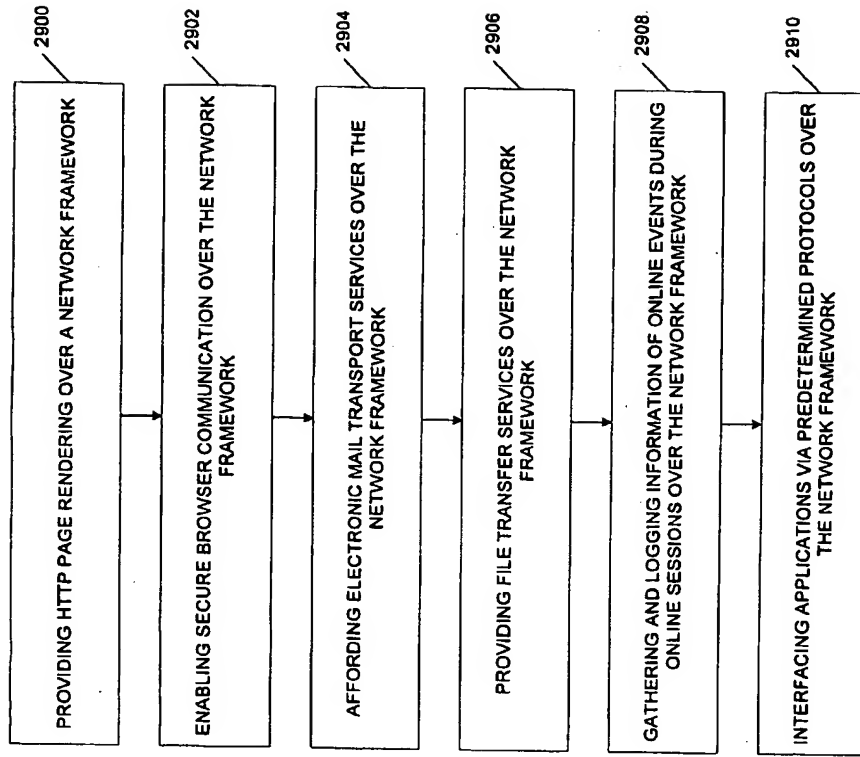 2900
PROVIDING HTTP PAGE RENDERING OVER A NETWORK FRAMEWORK
2902
ENABLING SECURE BROWSER COMMUNICATION OVER THE NETWORK
FRAMEWORK
2904
AFFORDING ELECTRONIC MAIL TRANSPORT SERVICES OVER THE
NETWORK FRAMEWORK
2906
PROVIDING FILE TRANSFER SERVICES OVER THE NETWORK
FRAMEWORK
2908
GATHERING AND LOGGING INFORMATION OF ONLINE EVENTS DURING
ONLINE SESSIONS OVER THE NETWORK FRAMEWORK
2910
INTERFACING APPLICATIONS VIA PREDETERMINED PROTOCOLS OVER
THE NETWORK FRAMEWORK